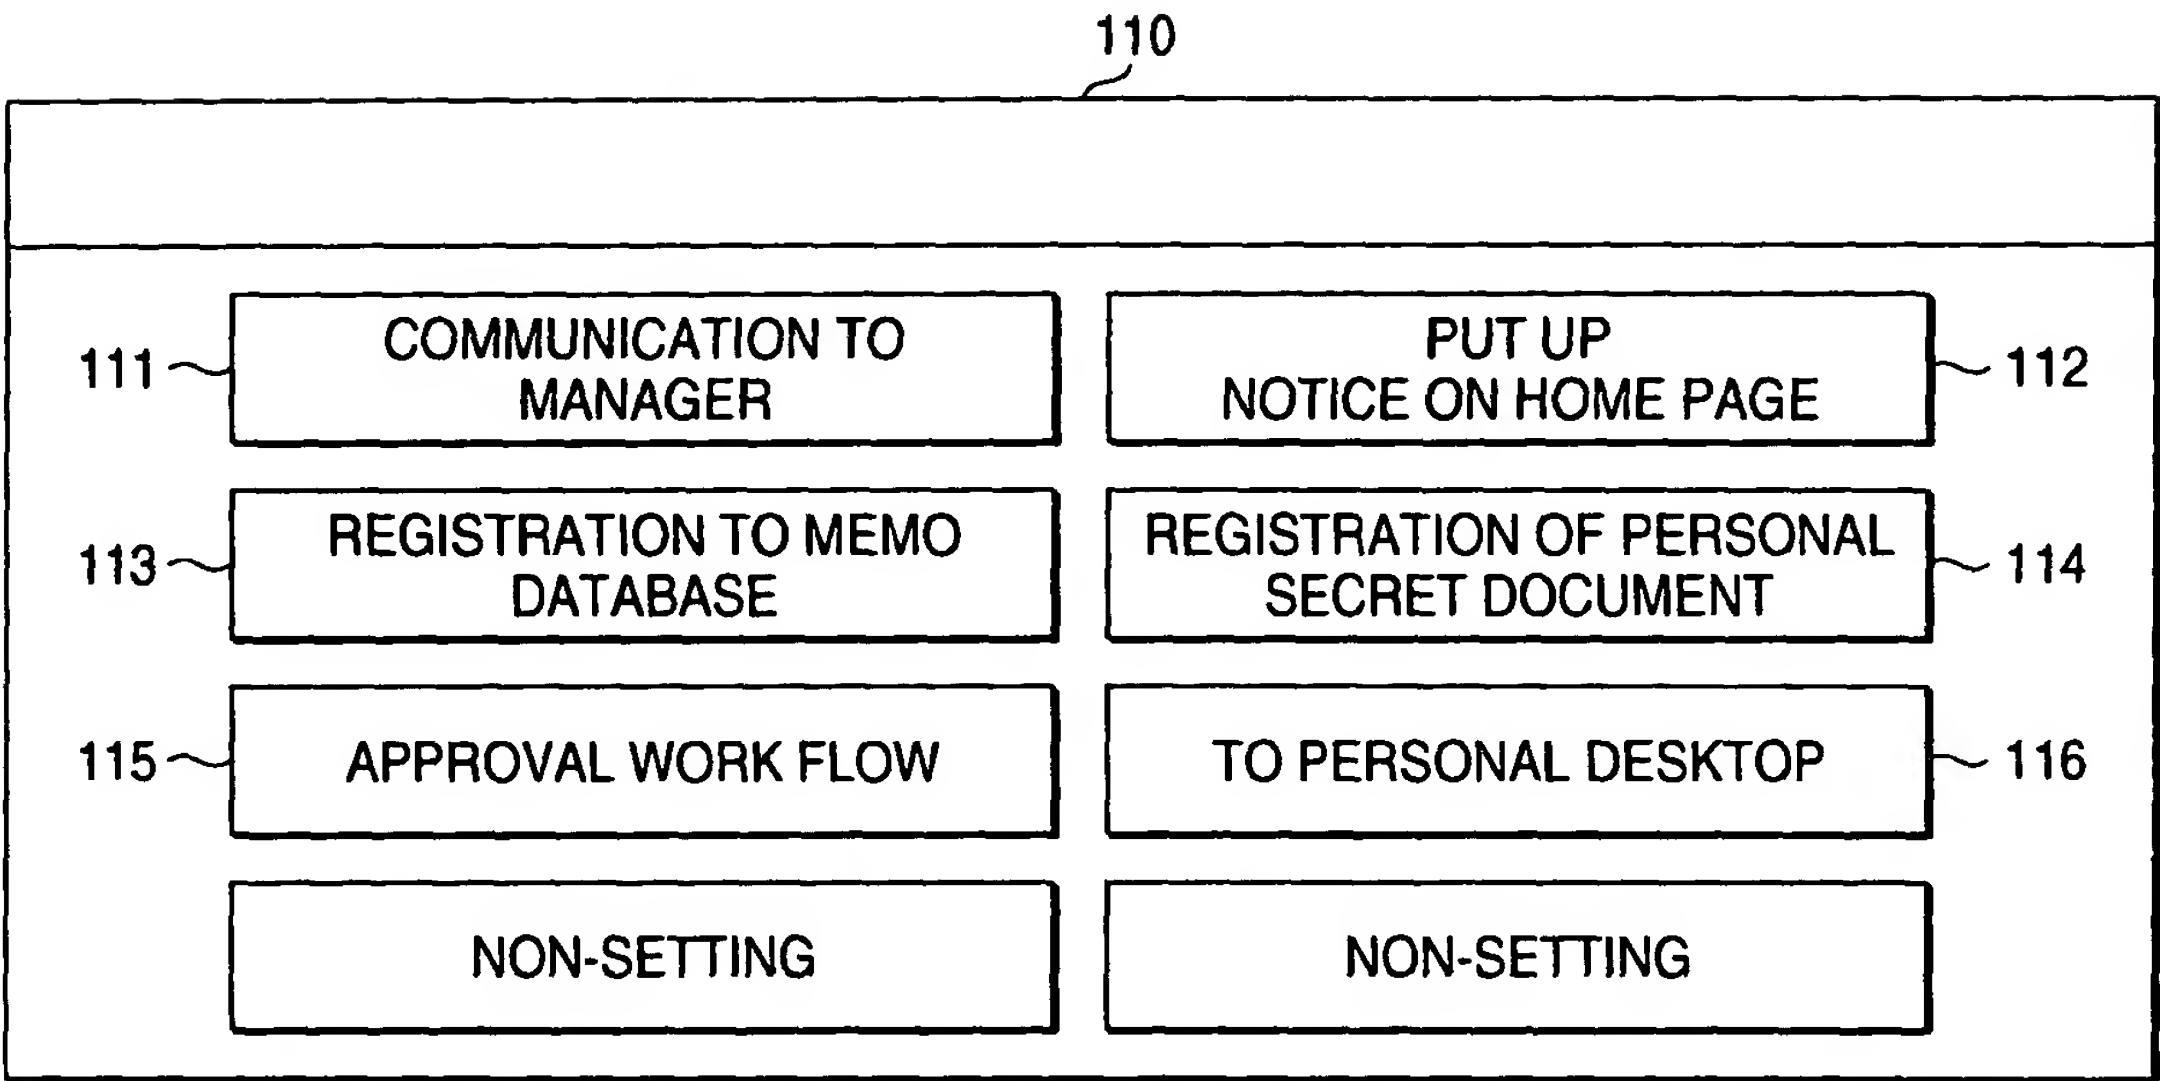 110
111
COMMUNICATION TO
MANAGER
PUT UP
NOTICE ON HOME PAGE
112
113
REGISTRATION TO MEMO
DATABASE
REGISTRATION OF PERSONAL
SECRET DOCUMENT
114
115
APPROVAL WORK FLOW
TO PERSONAL DESKTOP
116
NON-SETTING
NON-SETTING